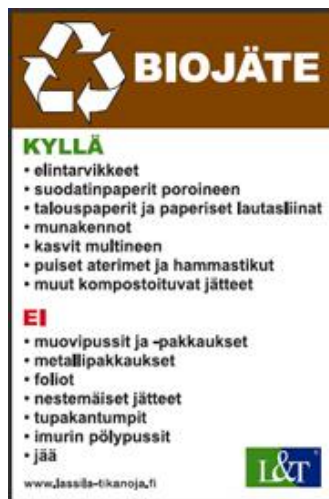 BIOJÄTE
KYLLÄ
• elintarvikkeet
• suodatinpaperit poroineen
• talouspaperit ja paperiset lautasliinat
• munakennot
• kasvit multineen
• puiset aterimet ja hammastikut
• muut kompostoituvat jätteet
EI
• muovipussit ja -pakkaukset
• metallipakkaukset
• foliot
• nestemäiset jätteet
• tupakantumpit
• imurin pölypussit
• jää
www.lassila-tikanoja.fi
L&T